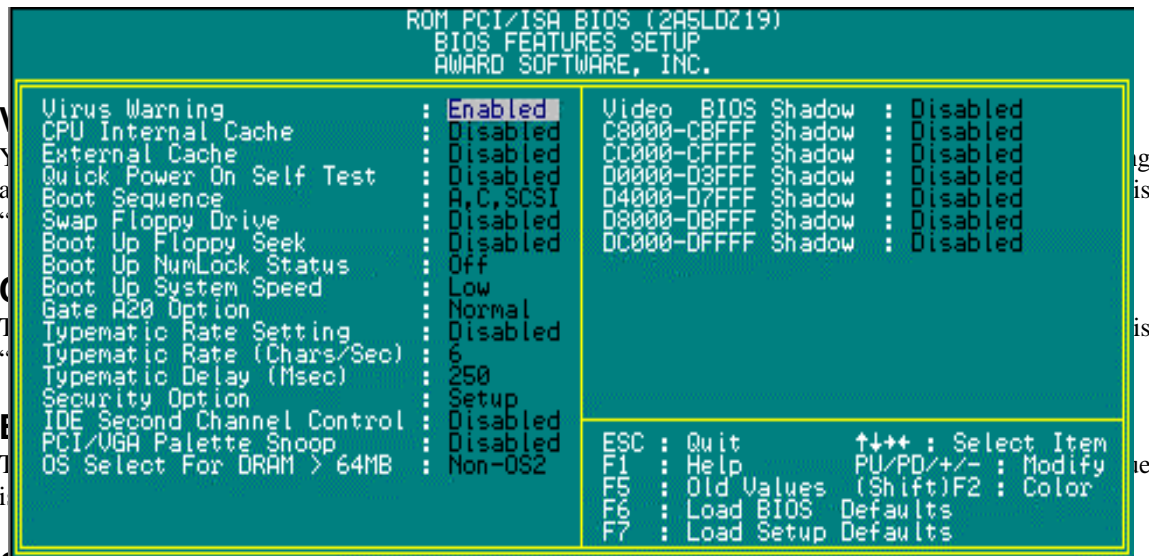 ROM PCI/ISA BIOS (2A5LDZ19)
BIOS FEATURES SETUP
AWARD SOFTWARE, INC.
Virus Warning : Enabled
CPU Internal Cache : Disabled
External Cache : Disabled
Quick Power On Self Test : Disabled
Boot Sequence : A,C,SCSI
Swap Floppy Drive : Disabled
Boot Up Floppy Seek : Disabled
Boot Up NumLock Status : Off
Boot Up System Speed : Low
Gate A20 Option : Normal
Typematic Rate Setting : Disabled
Typematic Rate (Chars/Sec) : 6
Typematic Delay (Msec) : 250
Security Option : Setup
IDE Second Channel Control : Disabled
PCI/VGA Palette Snoop : Disabled
OS Select For DRAM > 64MB : Non-OS2
Video BIOS Shadow : Disabled
C8000-CBFFF Shadow : Disabled
CC000-CFFFF Shadow : Disabled
D0000-D3FFF Shadow : Disabled
D4000-D7FFF Shadow : Disabled
D8000-DBFFF Shadow : Disabled
DC000-DFFFF Shadow : Disabled
ESC : Quit ↑↓→← : Select Item
F1 : Help PU/PD/+/- : Modify
F5 : Old Values (Shift)F2 : Color
F6 : Load BIOS Defaults
F7 : Load Setup Defaults